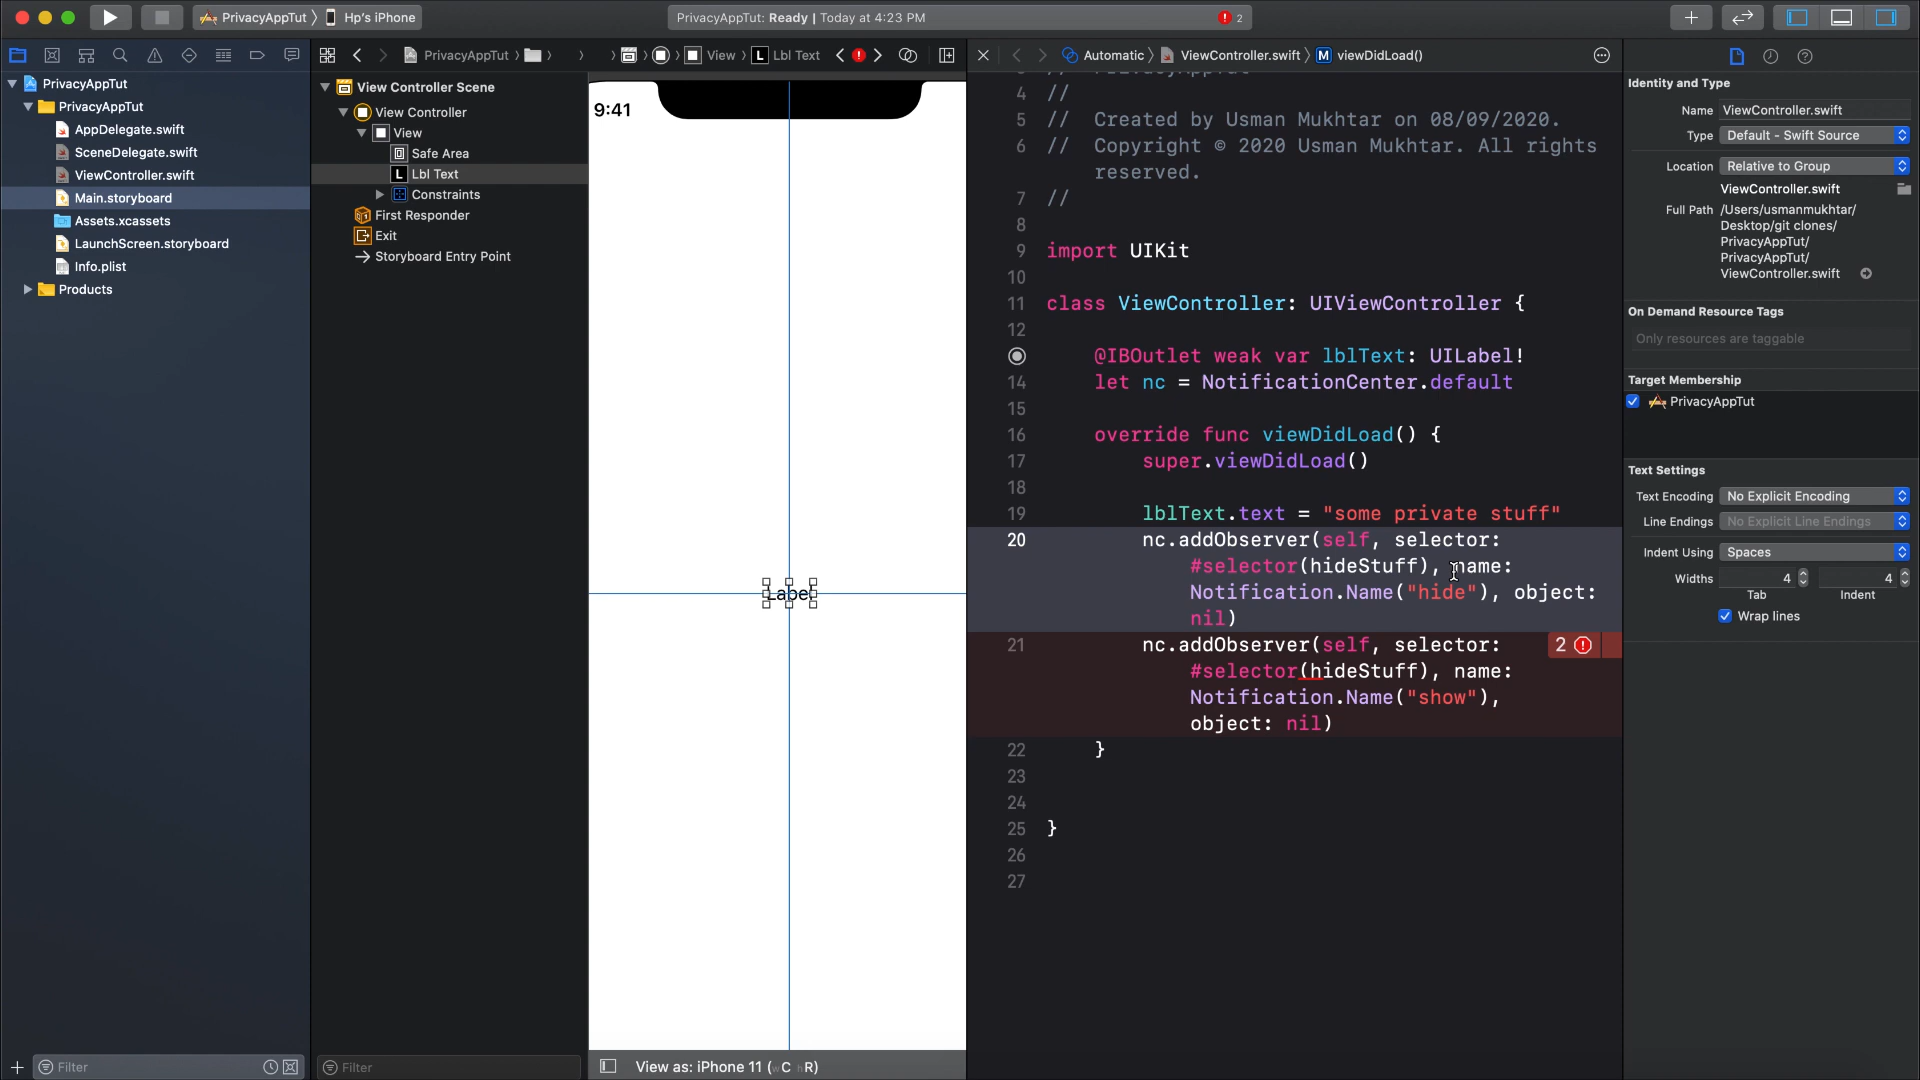 PrivacyAppTut 〉 Hp's iPhone
PrivacyAppTut: Ready | Today at 4:23 PM
2
PrivacyAppTut
PrivacyAppTut
AppDelegate.swift
SceneDelegate.swift
ViewController.swift
Main.storyboard
Assets.xcassets
LaunchScreen.storyboard
Info.plist
Products
Filter
PrivacyAppTut 〉 〉 〉 〉 〉 View 〉 L Lbl Text
View Controller Scene
View Controller
View
Safe Area
L Lbl Text
Constraints
First Responder
Exit
Storyboard Entry Point
Filter
9:41
Label
View as: iPhone 11 (
C
R)
Automatic 〉 ViewController.swift 〉 M viewDidLoad()
4 //
5 //  Created by Usman Mukhtar on 08/09/2020.
6 //  Copyright © 2020 Usman Mukhtar. All rights
reserved.
7 //
8
9 import UIKit
10
11 class ViewController: UIViewController {
12
@IBOutlet weak var lblText: UILabel!
14 let nc = NotificationCenter.default
15
16 override func viewDidLoad() {
17 super.viewDidLoad()
18
19 lblText.text = "some private stuff"
20 nc.addObserver(self, selector:
#selector(hideStuff), name:
Notification.Name("hide"), object:
nil)
21 nc.addObserver(self, selector: 2
#selector(hideStuff), name:
Notification.Name("show"),
object: nil)
22 }
23
24
25 }
26
27
Identity and Type
Name ViewController.swift
Type Default - Swift Source
Location Relative to Group
ViewController.swift
Full Path /Users/usmanmukhtar/
Desktop/git clones/
PrivacyAppTut/
PrivacyAppTut/
ViewController.swift
On Demand Resource Tags
Only resources are taggable
Target Membership
PrivacyAppTut
Text Settings
Text Encoding No Explicit Encoding
Line Endings No Explicit Line Endings
Indent Using Spaces
Widths 4 4
Tab Indent
Wrap lines